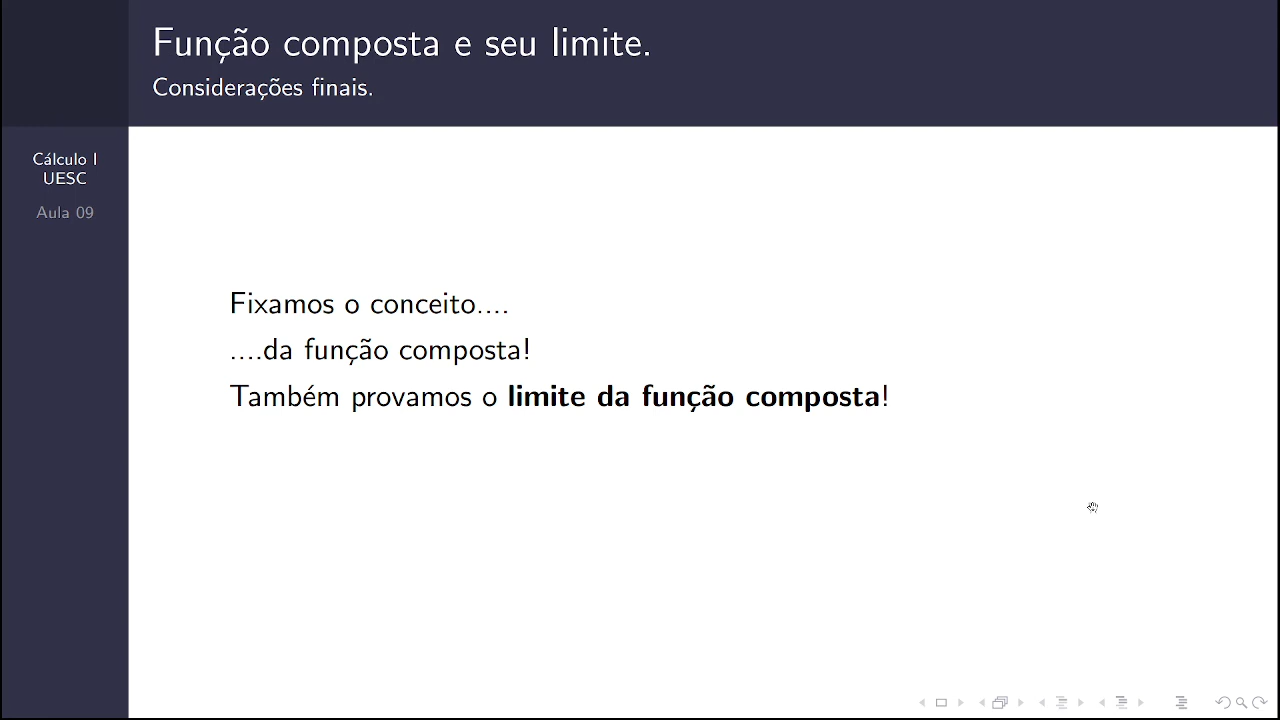 Função composta e seu limite.
Considerações finais.
Cálculo I
UESC
Aula 09
Fixamos o conceito....
....da função composta!
Também provamos o limite da função composta!